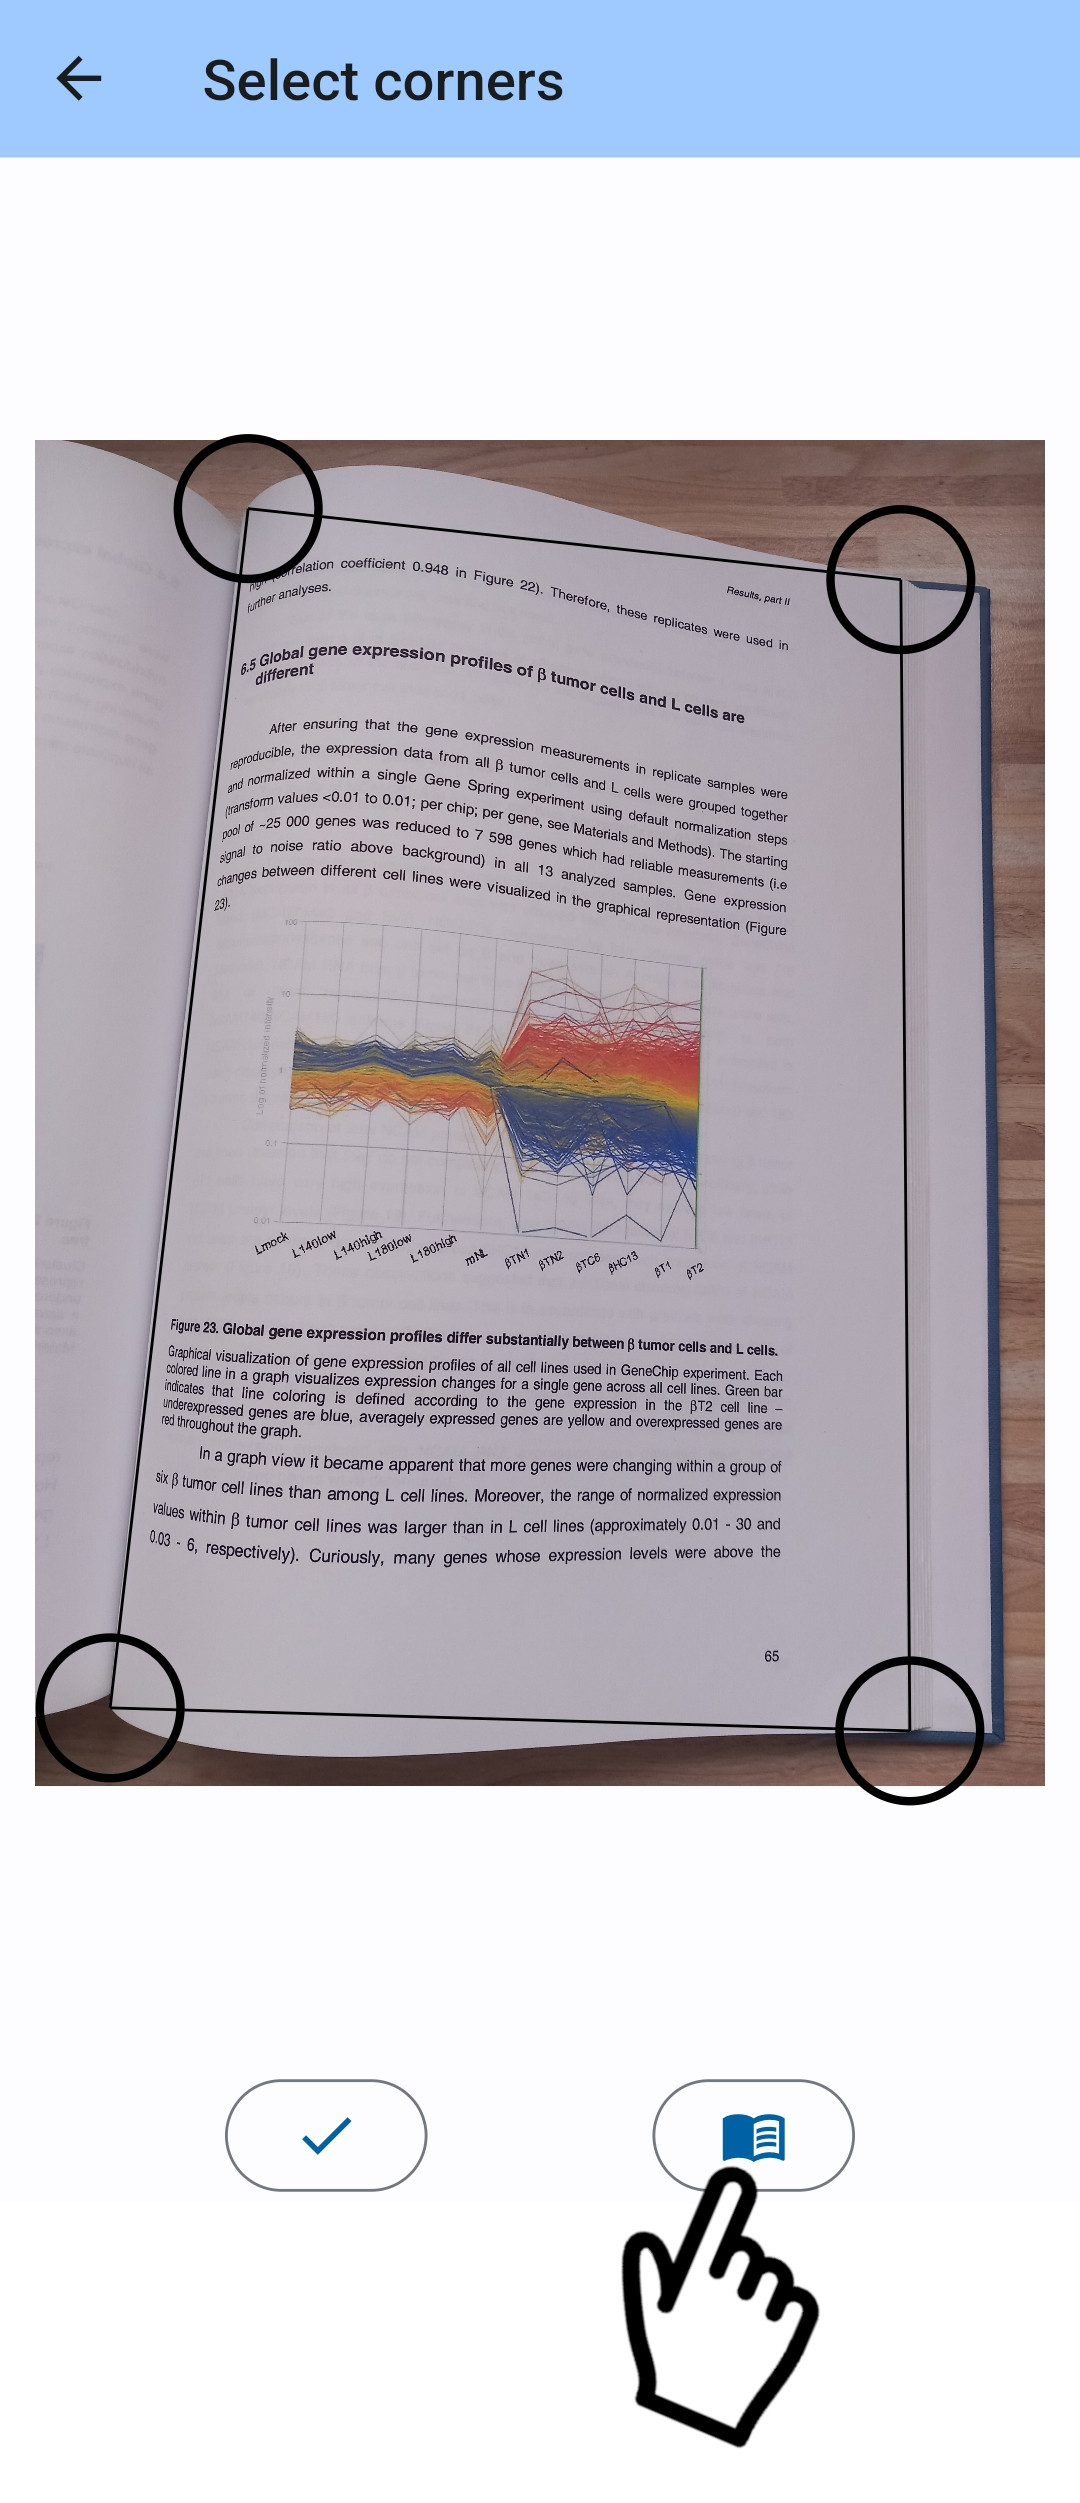 Select corners
Results, part II
high (correlation coefficient 0.948 in Figure 22). Therefore, these replicates were used in
further analyses.
6.5 Global gene expression profiles of β tumor cells and L cells are
different
After ensuring that the gene expression measurements in replicate samples were
reproducible, the expression data from all β tumor cells and L cells were grouped together
and normalized within a single Gene Spring experiment using default normalization steps
(transform values <0.01 to 0.01; per chip; per gene, see Materials and Methods). The starting
pool of ~25 000 genes was reduced to 7 598 genes which had reliable measurements (i.e
signal to noise ratio above background) in all 13 analyzed samples. Gene expression
changes between different cell lines were visualized in the graphical representation (Figure
23).
100
10
1
0.1
0.01
Log of normalized intensity
Lmock L140low L140high L180low L180high mNL βTN1 βTN2 βTC6 βHC13 βT1 βT2
Figure 23. Global gene expression profiles differ substantially between β tumor cells and L cells.
Graphical visualization of gene expression profiles of all cell lines used in GeneChip experiment. Each
colored line in a graph visualizes expression changes for a single gene across all cell lines. Green bar
indicates that line coloring is defined according to the gene expression in the βT2 cell line –
underexpressed genes are blue, averagely expressed genes are yellow and overexpressed genes are
red throughout the graph.
In a graph view it became apparent that more genes were changing within a group of
six β tumor cell lines than among L cell lines. Moreover, the range of normalized expression
values within β tumor cell lines was larger than in L cell lines (approximately 0.01 - 30 and
0.03 - 6, respectively). Curiously, many genes whose expression levels were above the
65